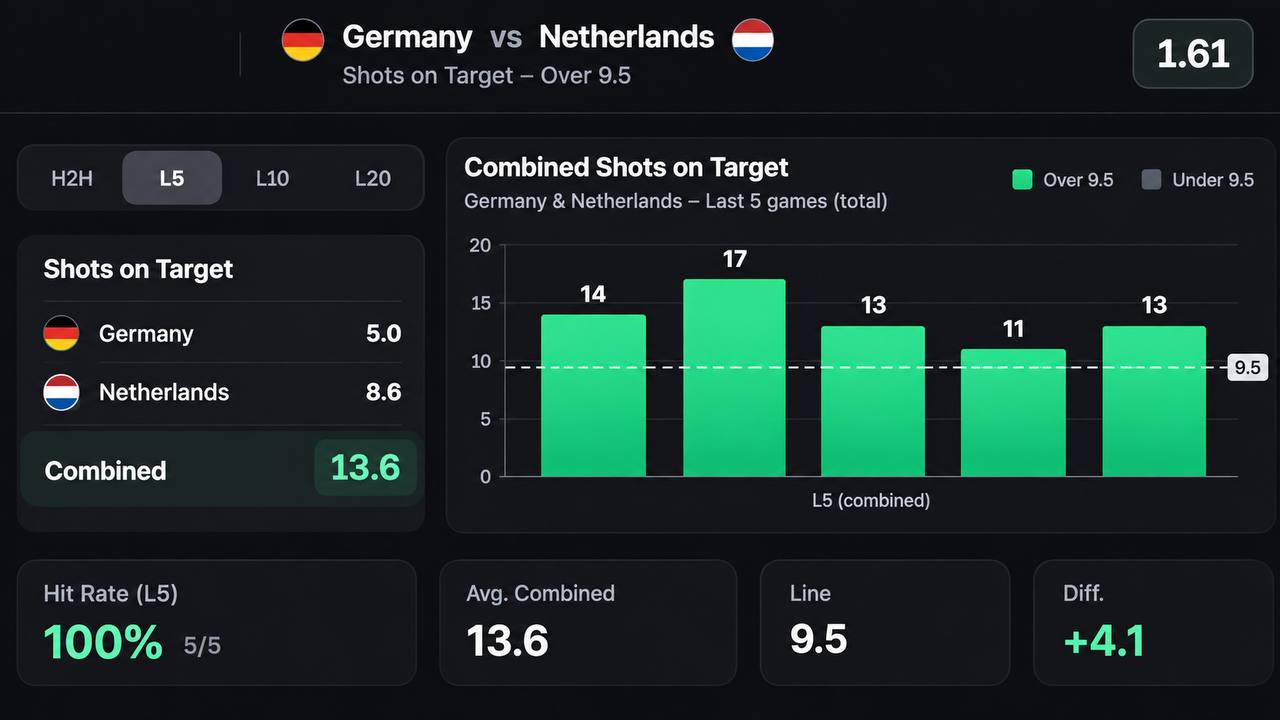 Germany vs Netherlands
Shots on Target – Over 9.5
1.61
H2H L5 L10 L20
Shots on Target
Germany 5.0
Netherlands 8.6
Combined 13.6
Combined Shots on Target
Germany & Netherlands – Last 5 games (total)
Over 9.5 Under 9.5
20
15
10
5
0
14 17 13 11 13
9.5
L5 (combined)
Hit Rate (L5)
100% 5/5
Avg. Combined
13.6
Line
9.5
Diff.
+4.1